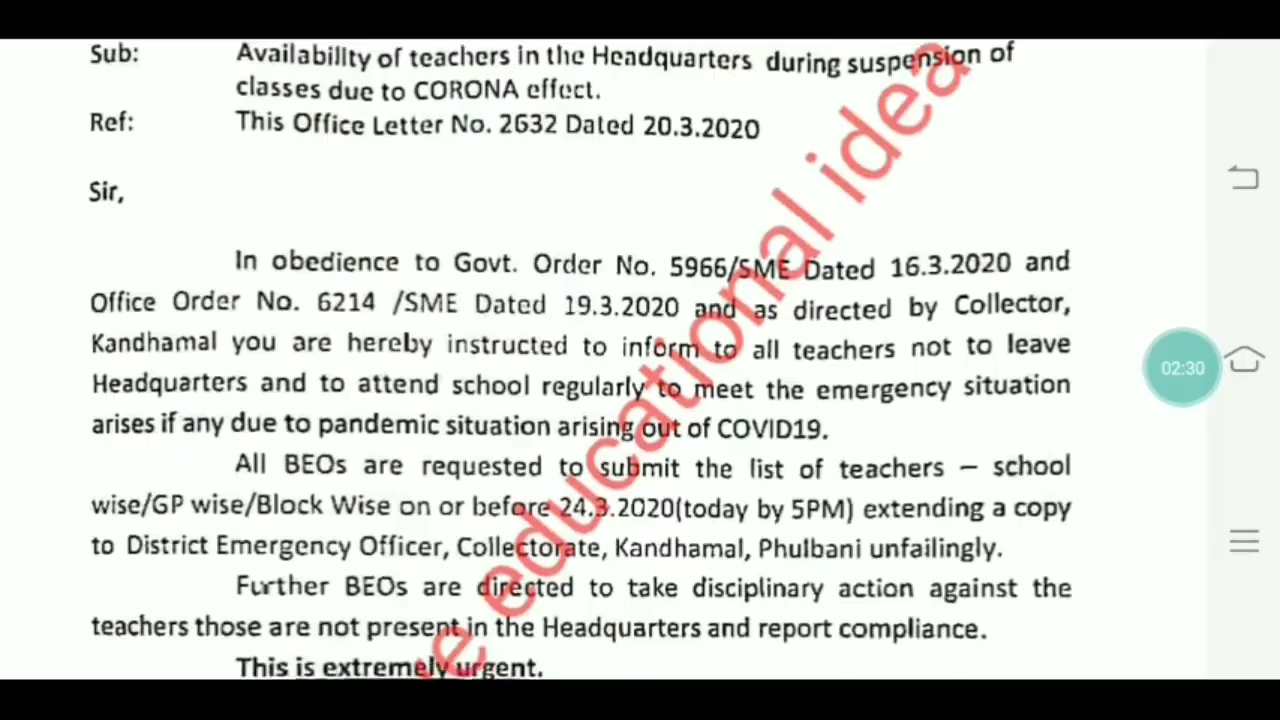 Sub: Availability of teachers in the Headquarters during suspension of
classes due to CORONA effect.
Ref: This Office Letter No. 2632 Dated 20.3.2020
Sir,
In obedience to Govt. Order No. 5966/SME Dated 16.3.2020 and
Office Order No. 6214 /SME Dated 19.3.2020 and as directed by Collector,
Kandhamal you are hereby instructed to inform to all teachers not to leave
Headquarters and to attend school regularly to meet the emergency situation
arises if any due to pandemic situation arising out of COVID19.
All BEOs are requested to submit the list of teachers – school
wise/GP wise/Block Wise on or before 24.3.2020(today by 5PM) extending a copy
to District Emergency Officer, Collectorate, Kandhamal, Phulbani unfailingly.
Further BEOs are directed to take disciplinary action against the
teachers those are not present in the Headquarters and report compliance.
This is extremely urgent.
educational idea
02:30